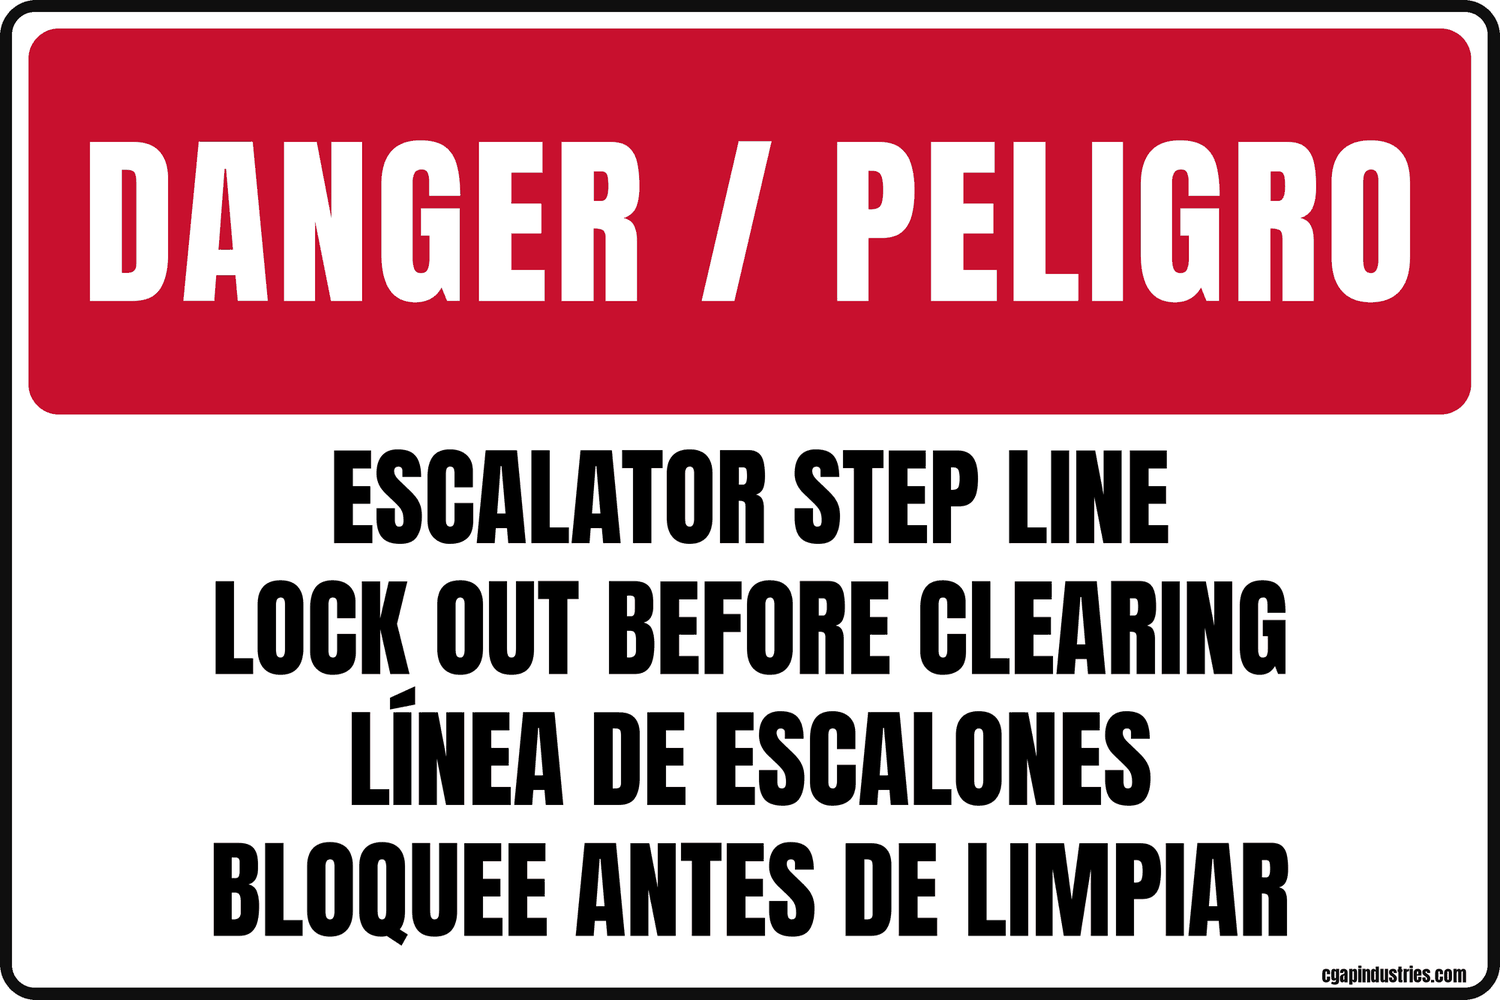 DANGER / PELIGRO
ESCALATOR STEP LINE
LOCK OUT BEFORE CLEARING
LÍNEA DE ESCALONES
BLOQUEE ANTES DE LIMPIAR
cgapindustries.com